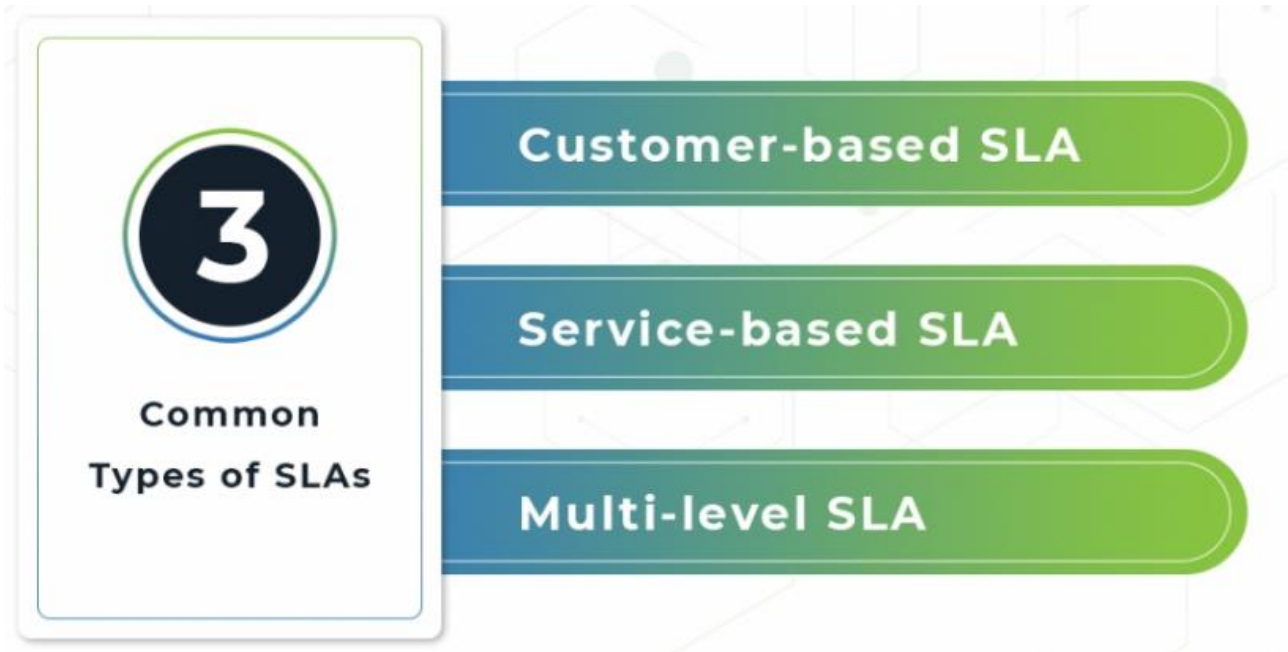 3
Common
Types of SLAs
Customer-based SLA
Service-based SLA
Multi-level SLA